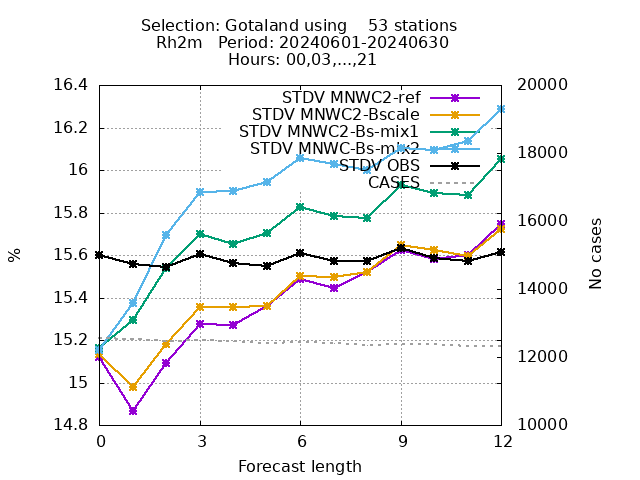 Selection: Gotaland using 53 stations
Rh2m Period: 20240601-20240630
Hours: 00,03,...,21
16.4
16.2
16
15.8
15.6
15.4
15.2
15
14.8
%
20000
18000
16000
14000
12000
10000
No cases
STDV MNWC2-ref
STDV MNWC2-Bscale
STDV MNWC2-Bs-mix1
STDV MNWC-Bs-mix2
STDV OBS
CASES
0 3 6 9 12
Forecast length